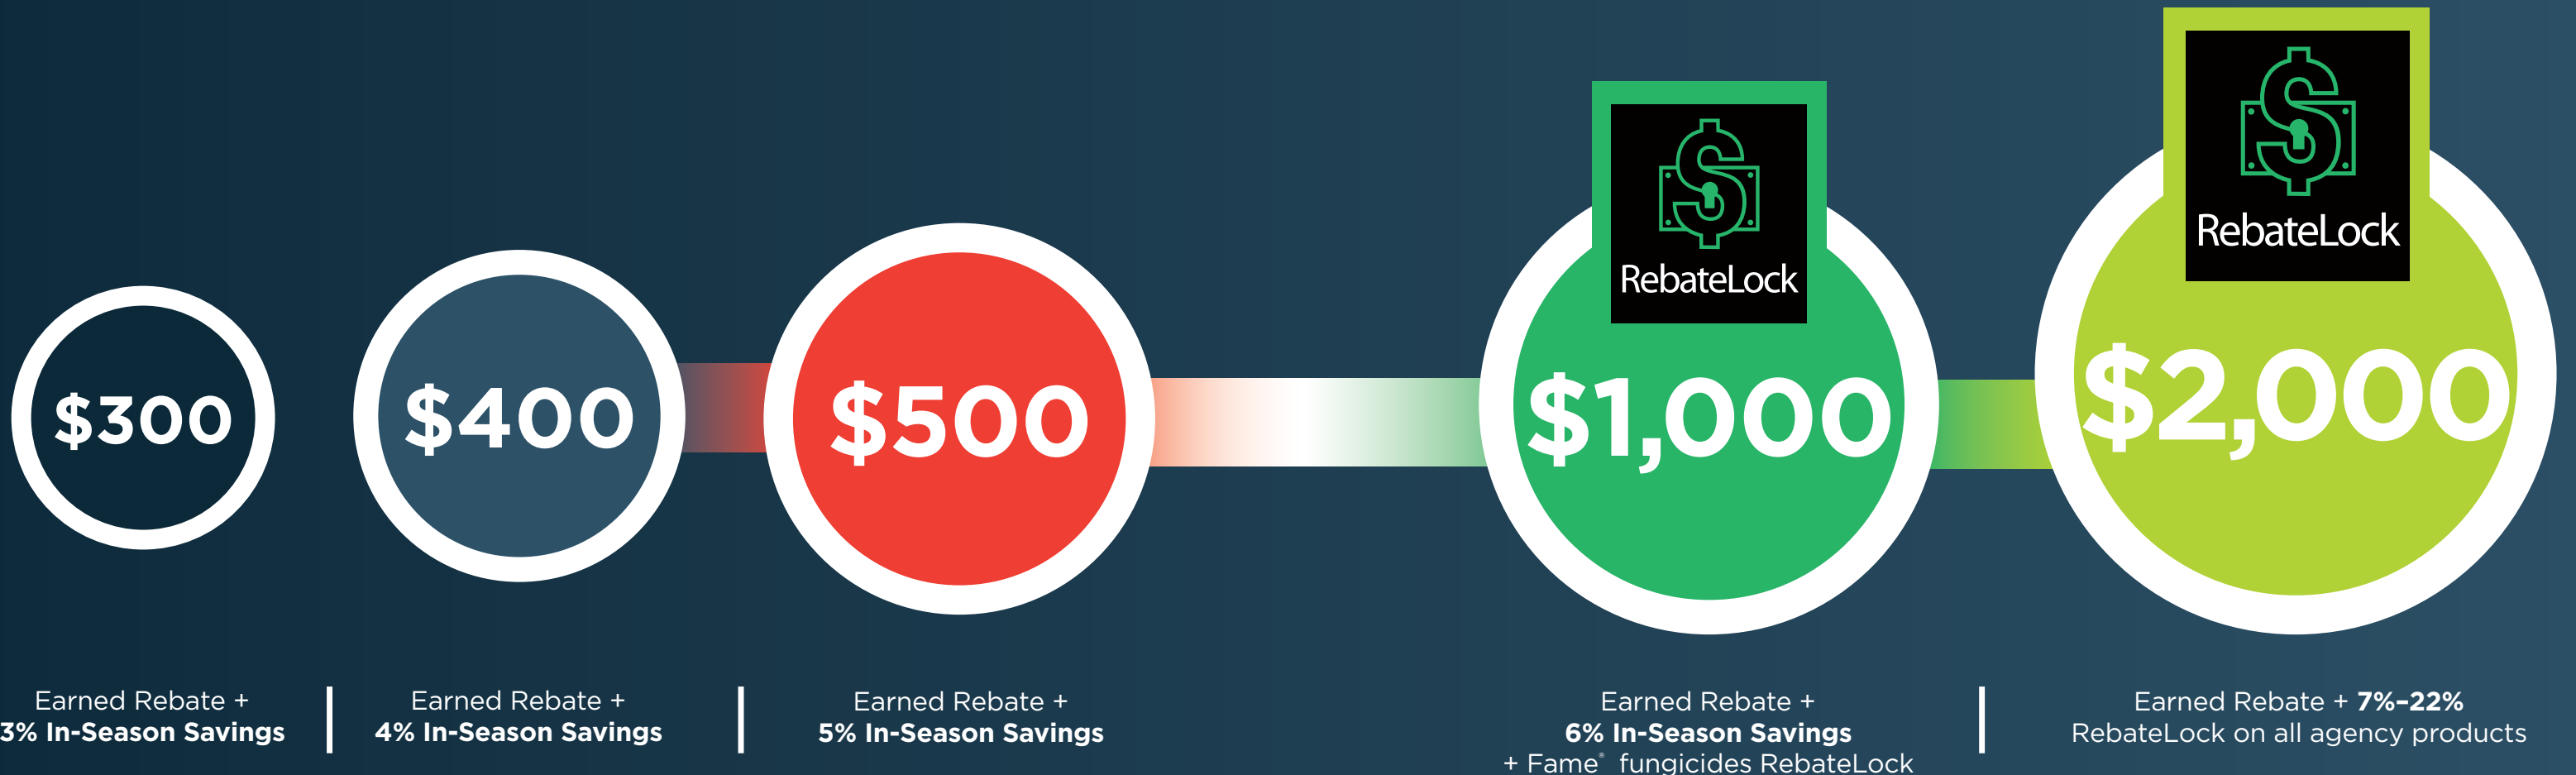 $300
Earned Rebate +
3% In-Season Savings
$400
Earned Rebate +
4% In-Season Savings
$500
Earned Rebate +
5% In-Season Savings
RebateLock
$1,000
Earned Rebate +
6% In-Season Savings
+ Fame® fungicides RebateLock
RebateLock
$2,000
Earned Rebate + 7%–22%
RebateLock on all agency products